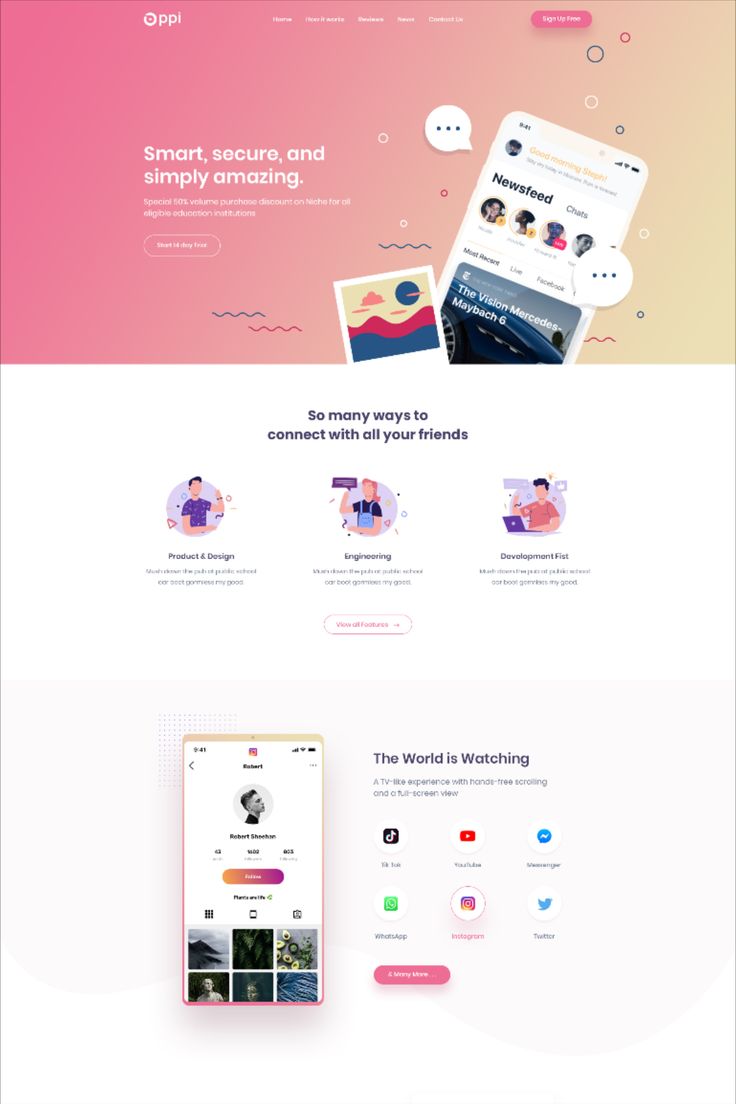 Oppi
Home How it works Reviews News Contact Us
Sign Up Free
Smart, secure, and
simply amazing.
Special 50% volume purchase discount on Niche for all
eligible education institutions
Start 14 day Trial
9:41
Good morning Steph!
Newsfeed
Chats
Most Recent
Live
Facebook
The Vision Mercedes-
Maybach 6
So many ways to
connect with all your friends
Product & Design
Mush down the pub at public school
car boot gormless my good.
Engineering
Mush down the pub at public school
car boot gormless my good.
Development Fist
Mush down the pub at public school
car boot gormless my good.
View all Features →
9:41
Robert
Robert Sheehan
43
1602
803
Follow
Plants are life
The World is Watching
A TV-like experience with hands-free scrolling
and a full-screen view
Tik Tok
YouTube
Messenger
WhatsApp
Instagram
Twitter
& Many More . . .